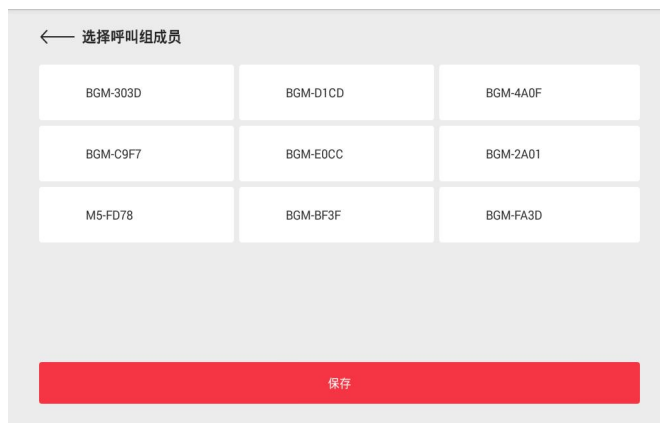 选择呼叫组成员
BGM-303D BGM-D1CD BGM-4A0F
BGM-C9F7 BGM-E0CC BGM-2A01
M5-FD78 BGM-BF3F BGM-FA3D
保存